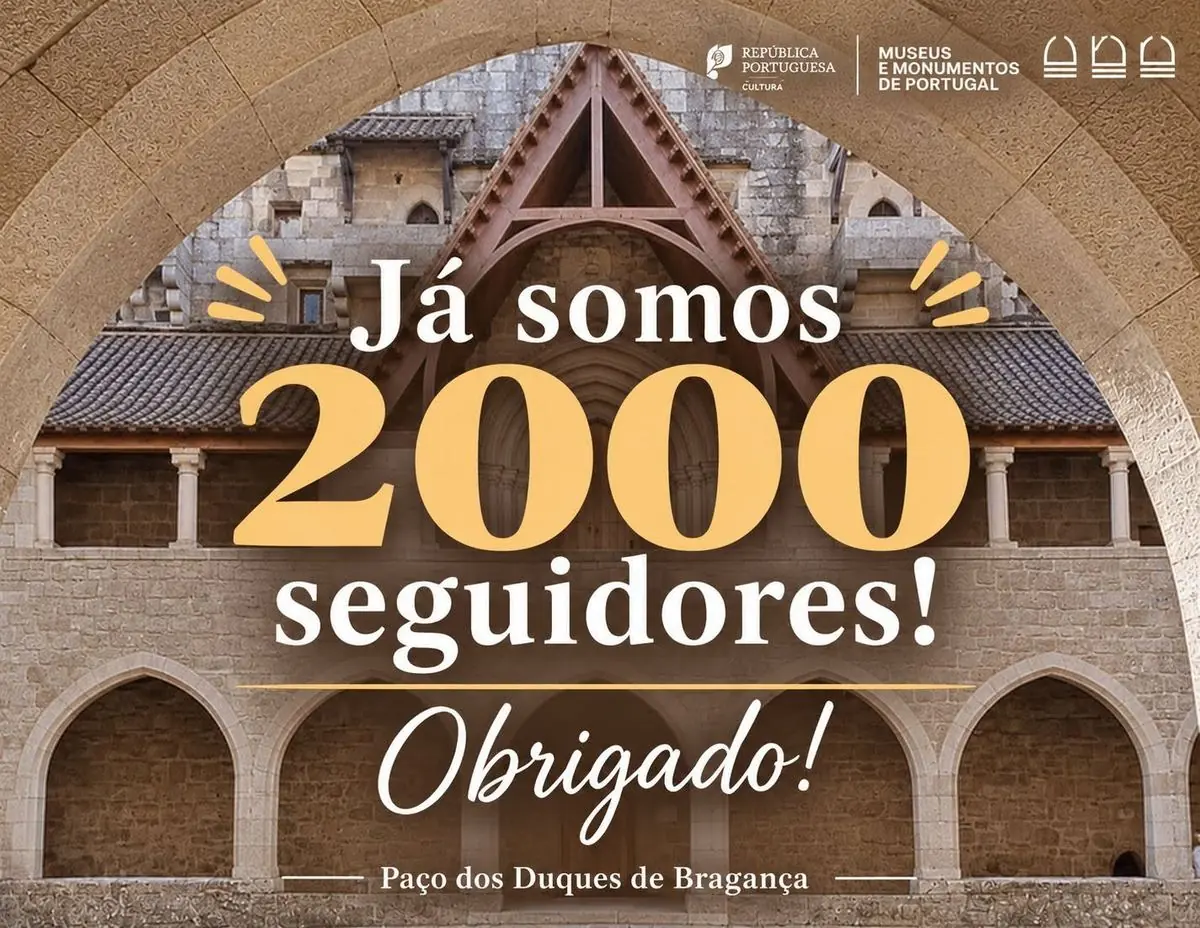 REPÚBLICA
PORTUGUESA
CULTURA
MUSEUS
E MONUMENTOS
DE PORTUGAL
Já somos
2000
seguidores!
Obrigado!
Paço dos Duques de Bragança